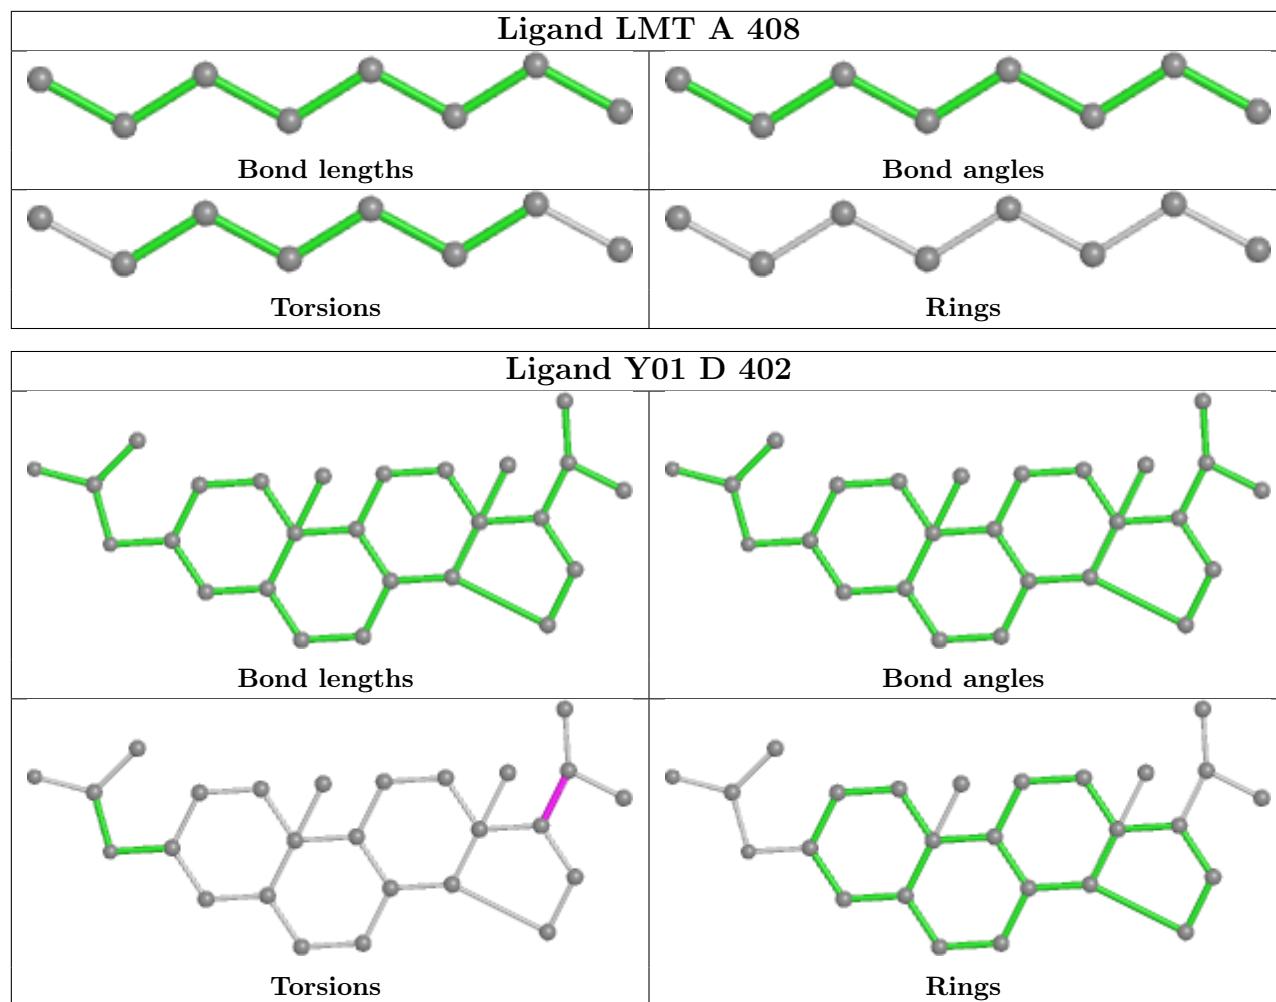 Ligand LMT A 408
Bond lengths
Bond angles
Torsions
Rings
Ligand Y01 D 402
Bond lengths
Bond angles
Torsions
Rings